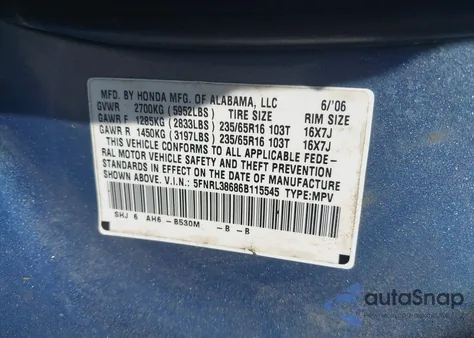 MFD. BY HONDA MFG. OF ALABAMA, LLC 6/'06
GVWR 2700KG (5952LBS) TIRE SIZE RIM SIZE
GAWR F 1285KG (2833LBS) 235/65R16 103T 16X7J
GAWR R 1450KG (3197LBS) 235/65R16 103T 16X7J
THIS VEHICLE CONFORMS TO ALL APPLICABLE FEDE-
RAL MOTOR VEHICLE SAFETY AND THEFT PREVENTION
STANDARDS IN EFFECT ON THE DATE OF MANUFACTURE
SHOWN ABOVE. V.I.N.: 5FNRL38686B115545 TYPE:MPV
SHJ 6 AH6 - B530M - B - B
autoSnap